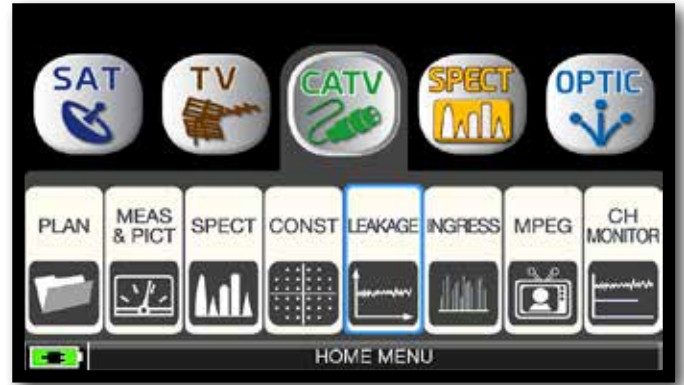 SAT TV CATV SPECT OPTIC
PLAN MEAS & PICT SPECT CONST LEAKAGE INGRESS MPEG CH MONITOR
HOME MENU